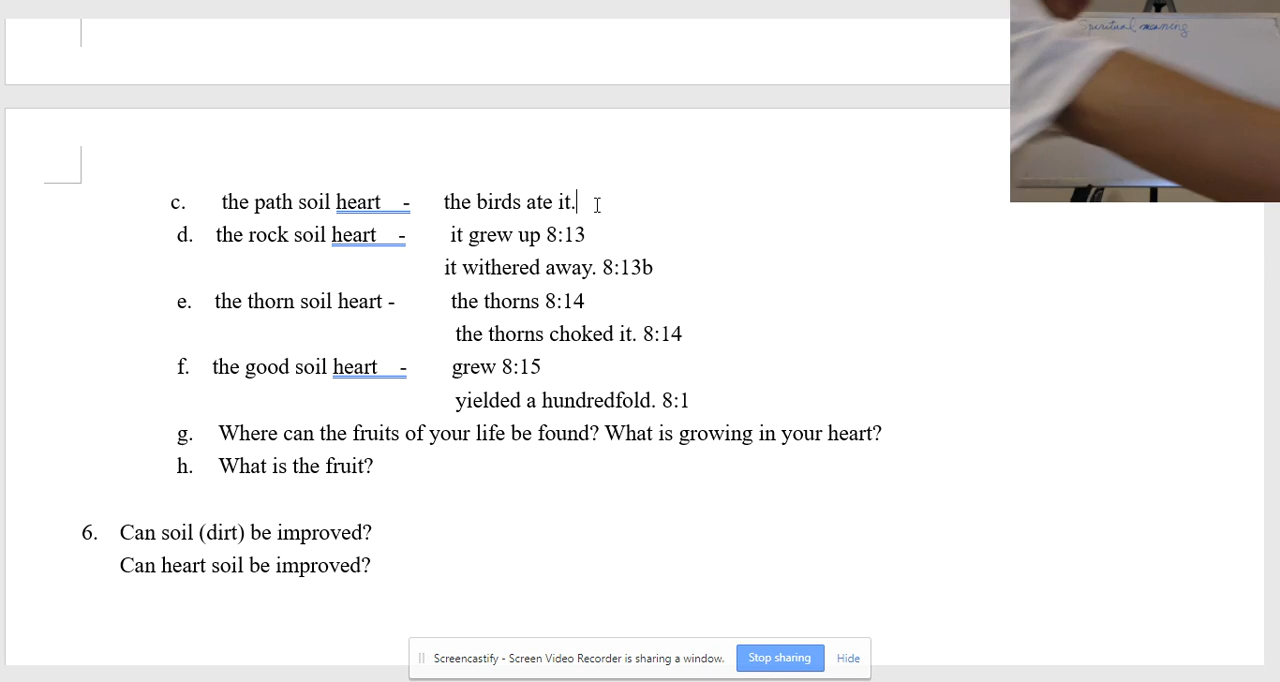 Spiritual meaning
c. the path soil heart - the birds ate it.
d. the rock soil heart - it grew up 8:13
it withered away. 8:13b
e. the thorn soil heart - the thorns 8:14
the thorns choked it. 8:14
f. the good soil heart - grew 8:15
yielded a hundredfold. 8:1
g. Where can the fruits of your life be found? What is growing in your heart?
h. What is the fruit?
6. Can soil (dirt) be improved?
Can heart soil be improved?
Screencastify - Screen Video Recorder is sharing a window. Stop sharing Hide